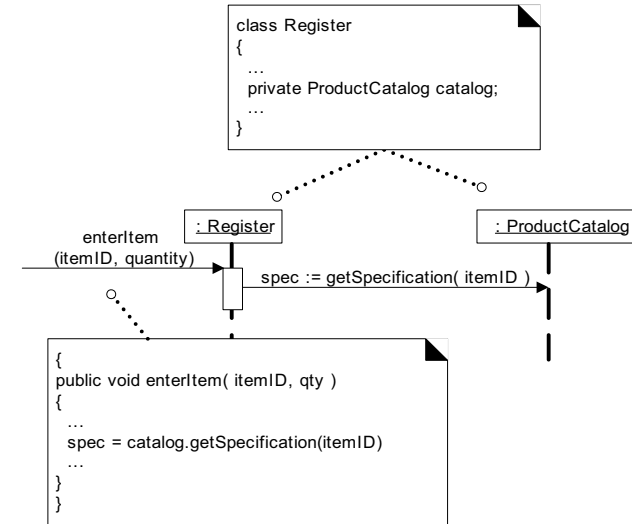 class Register
{
...
private ProductCatalog catalog;
...
}
: Register
: ProductCatalog
enterItem
(itemID, quantity)
spec := getSpecification( itemID )
{
public void enterItem( itemID, qty )
{
...
spec = catalog.getSpecification(itemID)
...
}
}